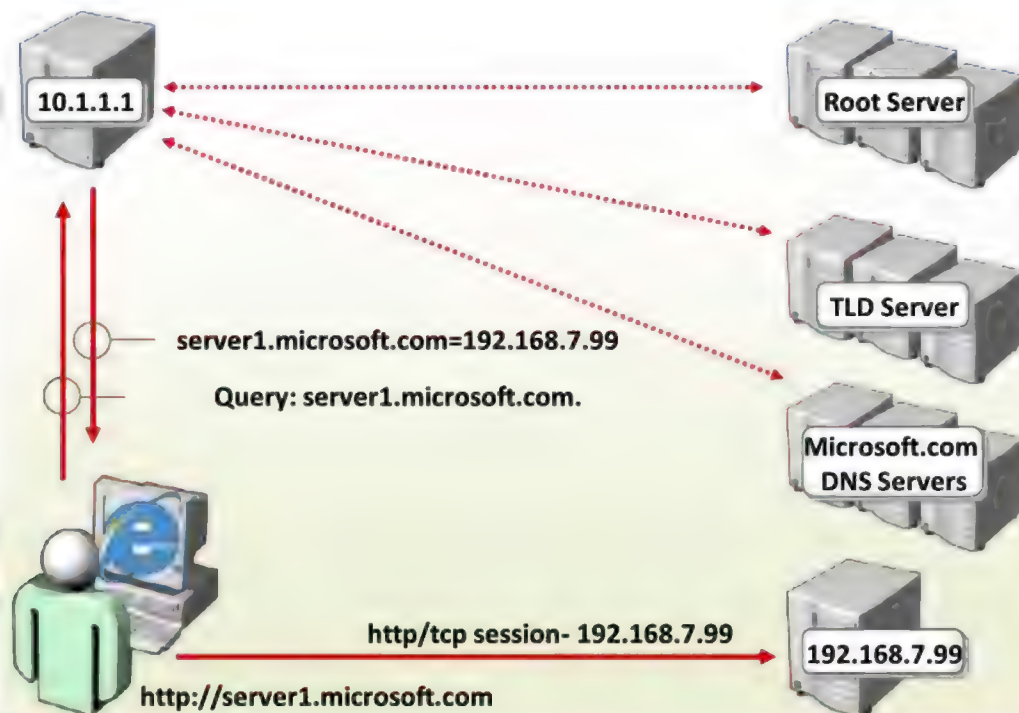 10.1.1.1
Root Server
TLD Server
server1.microsoft.com=192.168.7.99
Query: server1.microsoft.com.
Microsoft.com
DNS Servers
http/tcp session- 192.168.7.99
192.168.7.99
http://server1.microsoft.com